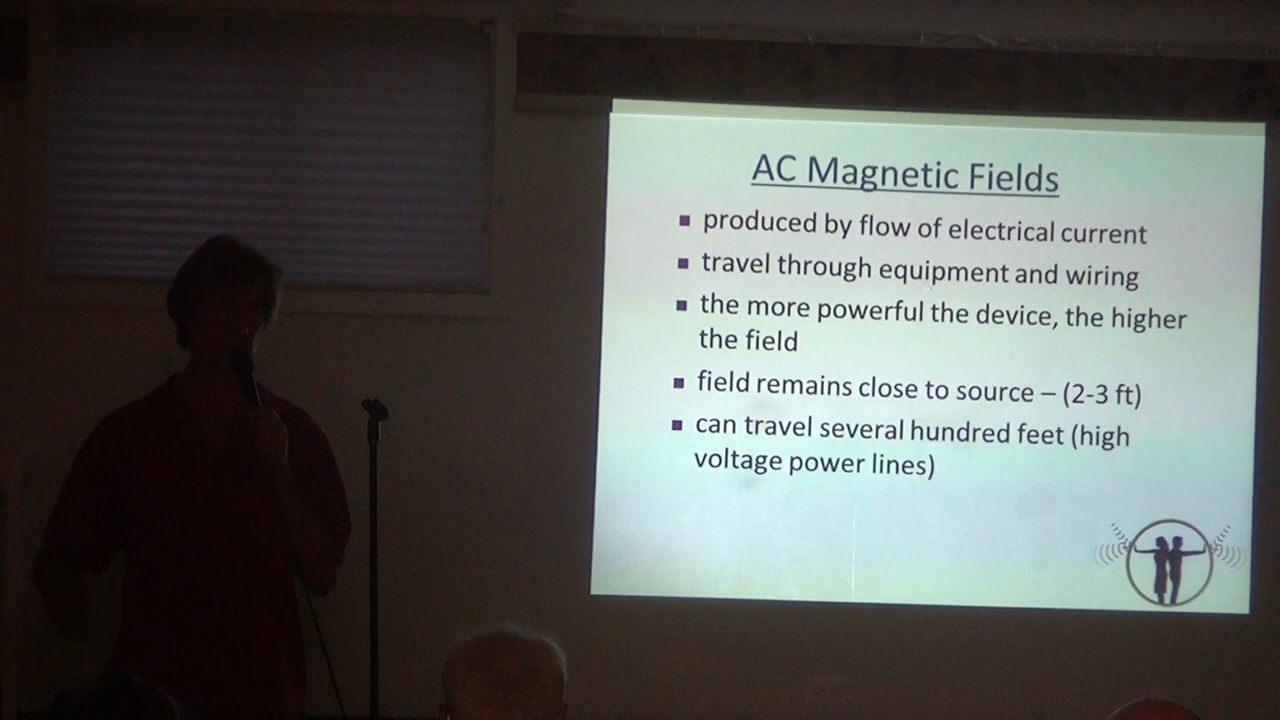 AC Magnetic Fields
produced by flow of electrical current
travel through equipment and wiring
the more powerful the device, the higher
the field
field remains close to source – (2-3 ft)
can travel several hundred feet (high
voltage power lines)